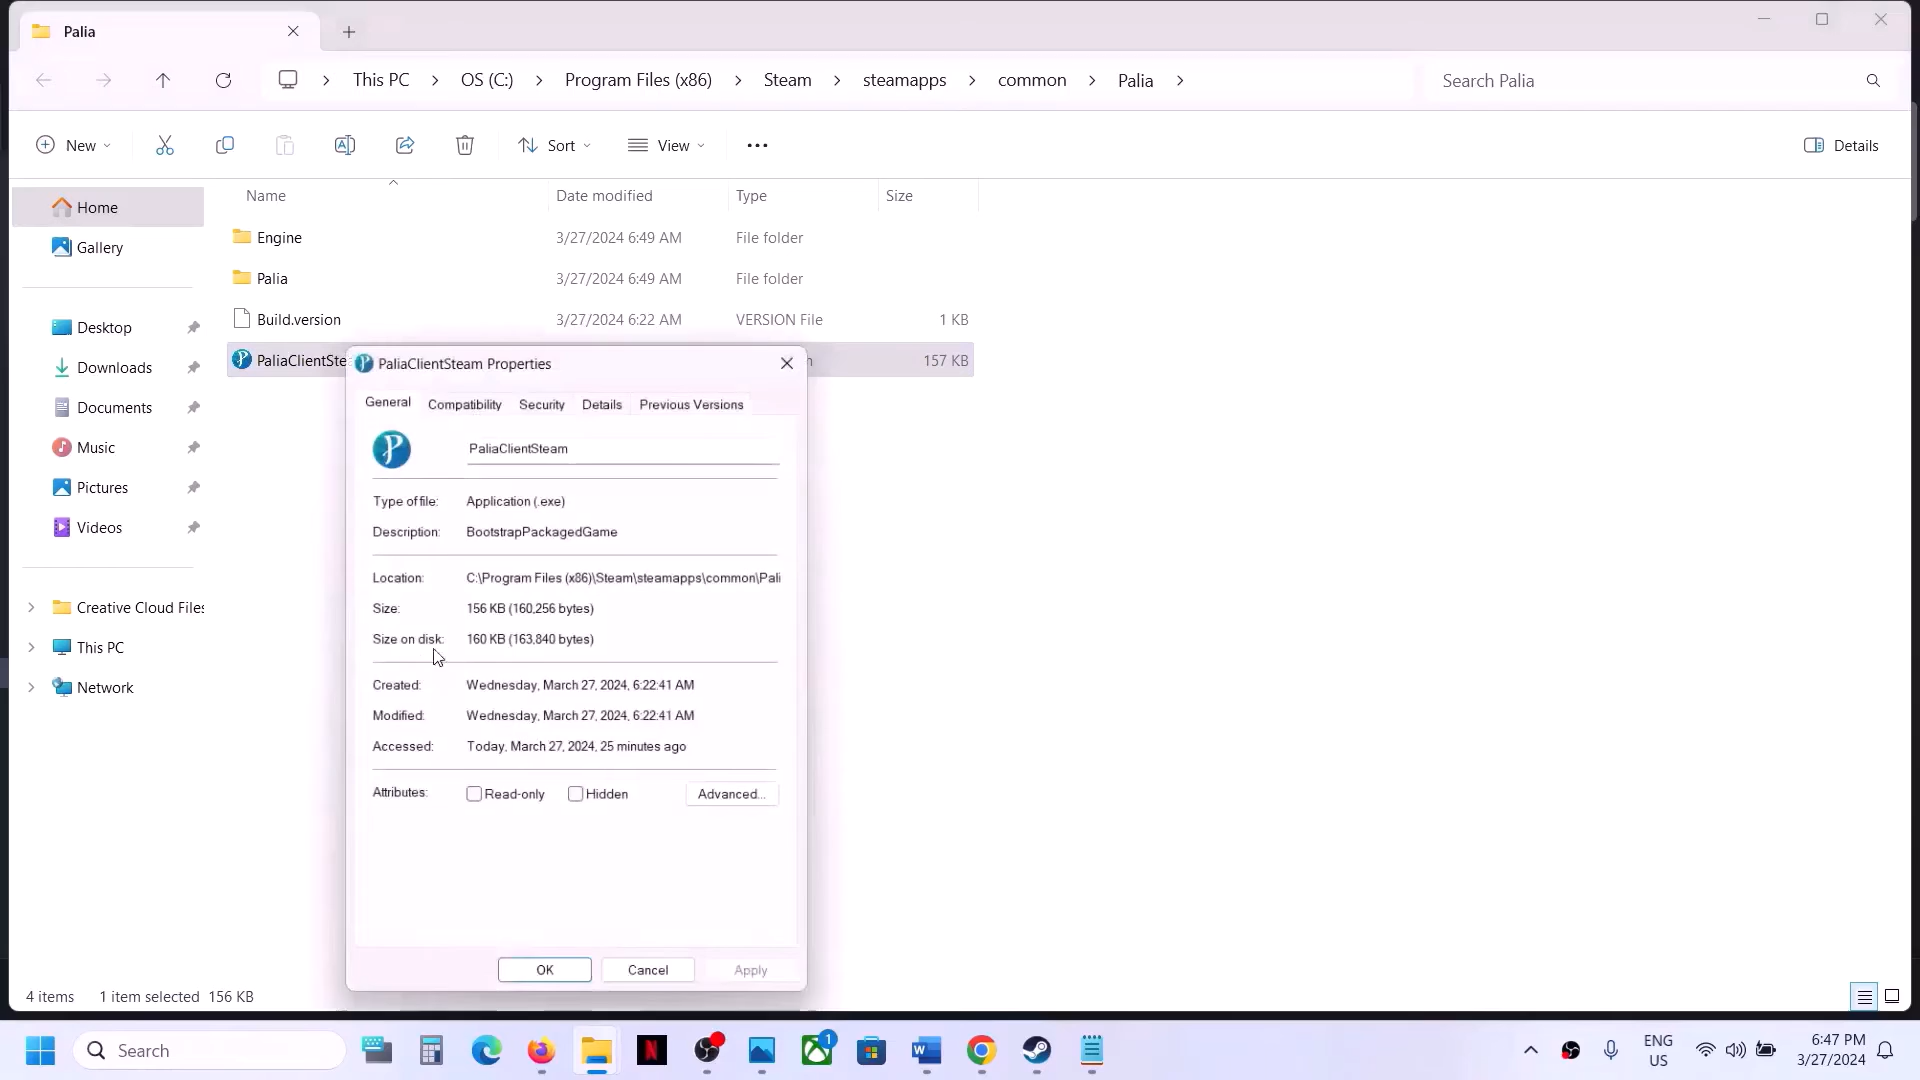 Palia
This PC > OS (C:) > Program Files (x86) > Steam > steamapps > common > Palia >
Search Palia
New
Sort
View
Details
Name Date modified Type Size
Home
Gallery
Desktop
Downloads
Documents
Music
Pictures
Videos
Creative Cloud Files
This PC
Network
Engine 3/27/2024 6:49 AM File folder
Palia 3/27/2024 6:49 AM File folder
Build.version 3/27/2024 6:22 AM VERSION File 1 KB
PaliaClientSte 157 KB
PaliaClientSteam Properties
General Compatibility Security Details Previous Versions
PaliaClientSteam
Type of file: Application (.exe)
Description: BootstrapPackagedGame
Location: C:\Program Files (x86)\Steam\steamapps\common\Pali
Size: 156 KB (160,256 bytes)
Size on disk: 160 KB (163,840 bytes)
Created: Wednesday, March 27, 2024, 6:22:41 AM
Modified: Wednesday, March 27, 2024, 6:22:41 AM
Accessed: Today, March 27, 2024, 25 minutes ago
Attributes: Read-only Hidden Advanced...
OK Cancel Apply
4 items 1 item selected 156 KB
Search
1
ENG
US
6:47 PM
3/27/2024